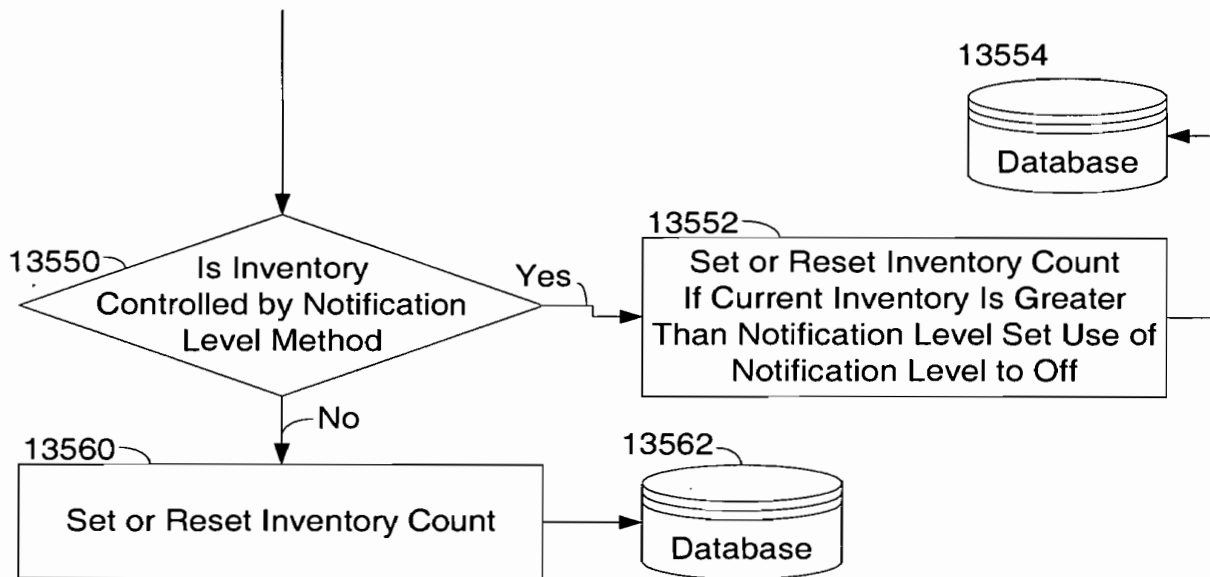 13554
Database
13552
Set or Reset Inventory Count
If Current Inventory Is Greater
Than Notification Level Set Use of
Notification Level to Off
13550
Is Inventory
Controlled by Notification
Level Method
Yes
No
13560
Set or Reset Inventory Count
13562
Database